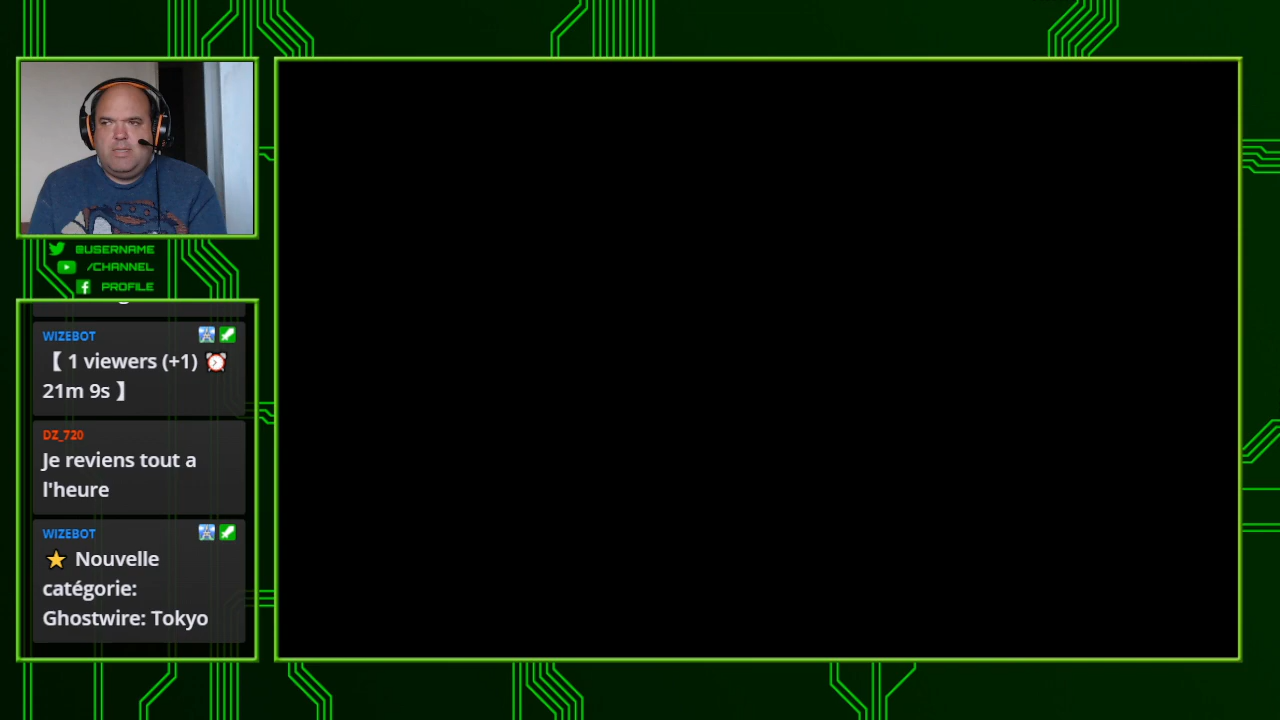 @USERNAME
/CHANNEL
PROFILE
WIZEBOT
【 1 viewers (+1) ⏰
21m 9s 】
DZ_720
Je reviens tout a
l'heure
WIZEBOT
⭐ Nouvelle
catégorie:
Ghostwire: Tokyo